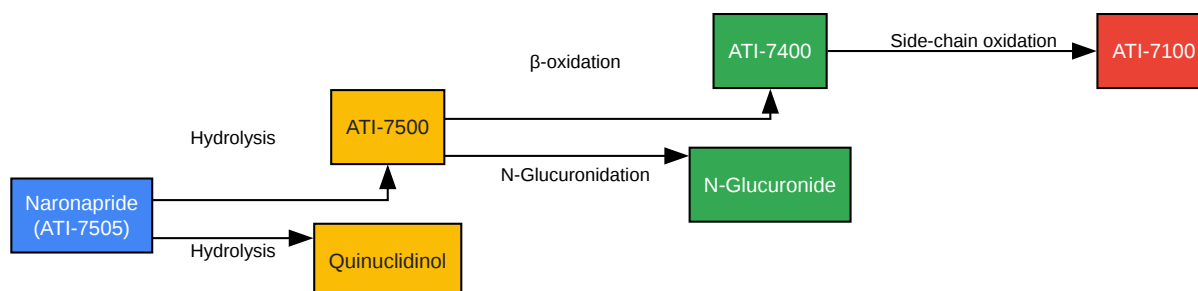 ATI-7400
Side-chain oxidation
ATI-7100
β-oxidation
ATI-7500
Hydrolysis
N-Glucuronidation
N-Glucuronide
Naronapride
(ATI-7505)
Hydrolysis
Quinuclidinol